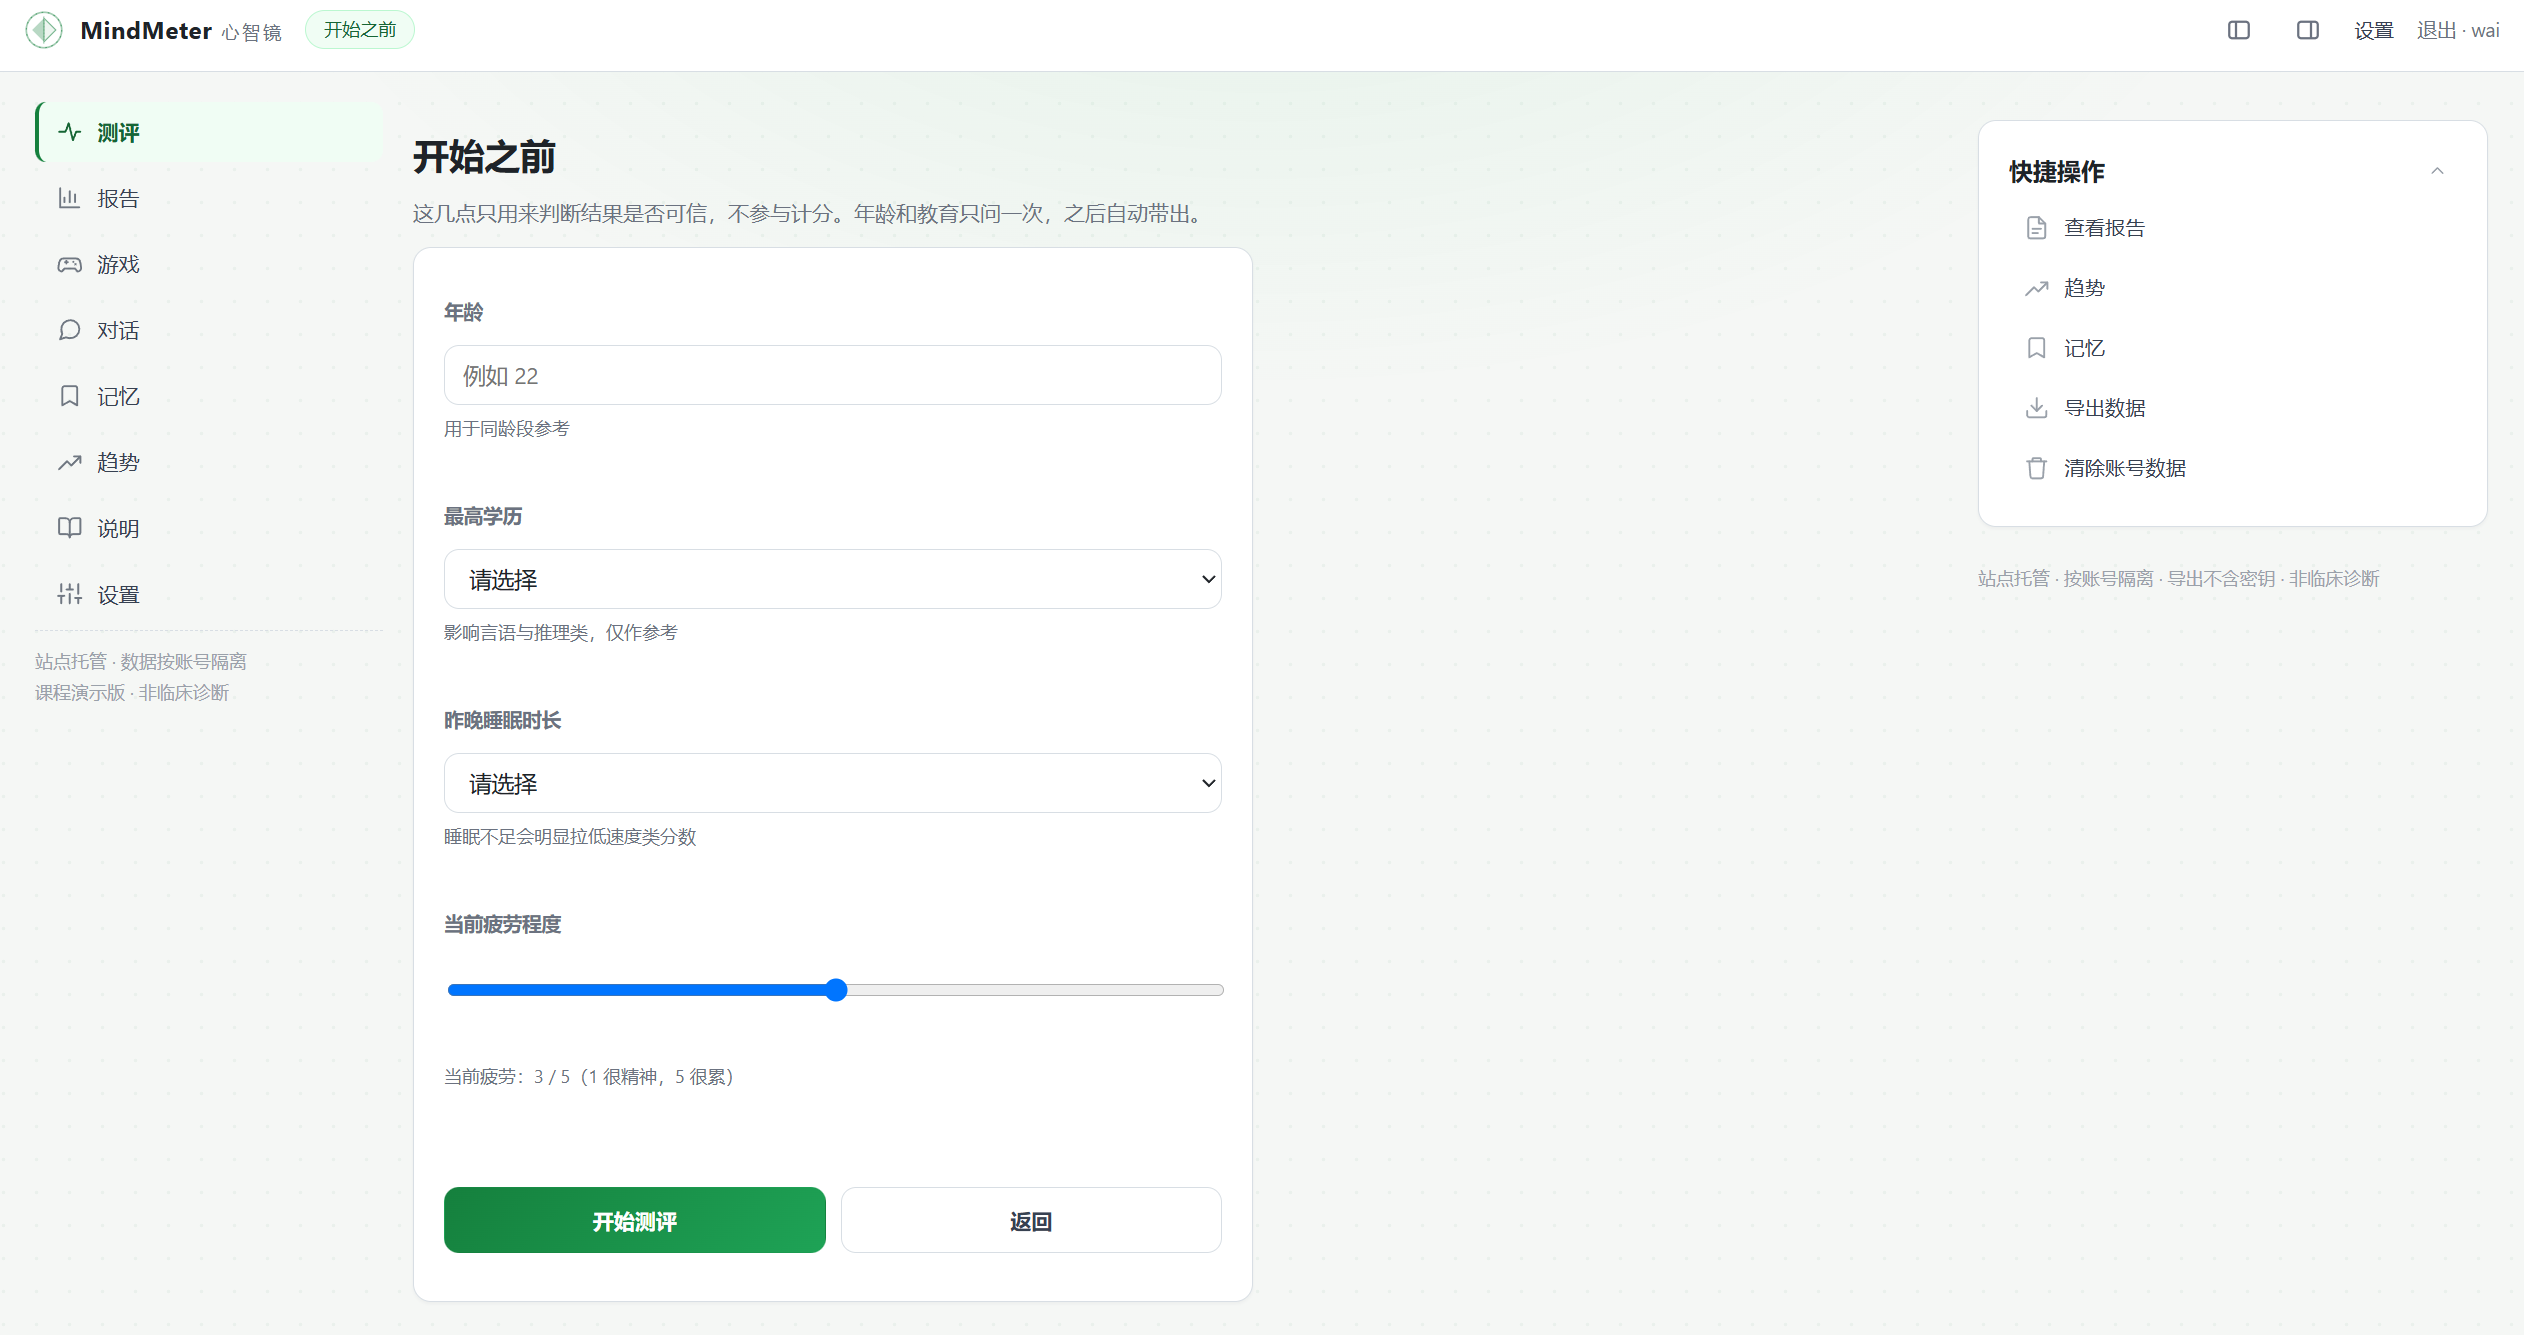 MindMeter 心智镜 开始之前 设置 退出 · wai
测评
报告
游戏
对话
记忆
趋势
说明
设置
站点托管 · 数据按账号隔离
课程演示版 · 非临床诊断
开始之前
这几点只用来判断结果是否可信，不参与计分。年龄和教育只问一次，之后自动带出。
年龄
例如 22
用于同龄段参考
最高学历
请选择
影响言语与推理类，仅作参考
昨晚睡眠时长
请选择
睡眠不足会明显拉低速度类分数
当前疲劳程度
当前疲劳：3 / 5（1 很精神，5 很累）
开始测评 返回
快捷操作
查看报告
趋势
记忆
导出数据
清除账号数据
站点托管 · 按账号隔离 · 导出不含密钥 · 非临床诊断